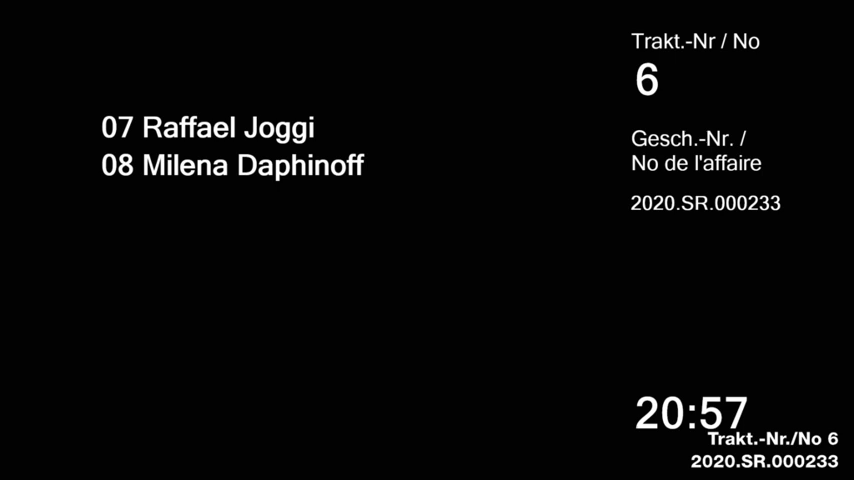 07 Raffael Joggi
08 Milena Daphinoff
Trakt.-Nr / No
6
Gesch.-Nr. /
No de l'affaire
2020.SR.000233
20:57
Trakt.-Nr./No 6
2020.SR.000233